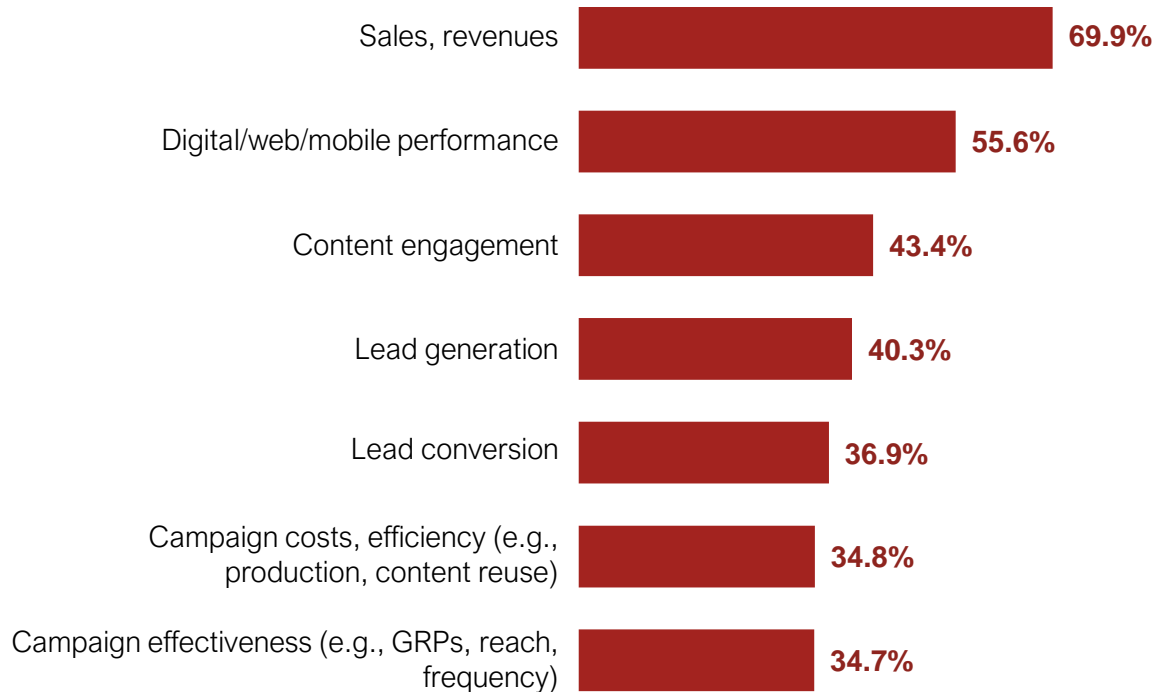 Sales, revenues 69.9%
Digital/web/mobile performance 55.6%
Content engagement 43.4%
Lead generation 40.3%
Lead conversion 36.9%
Campaign costs, efficiency (e.g.,
production, content reuse) 34.8%
Campaign effectiveness (e.g., GRPs, reach,
frequency) 34.7%